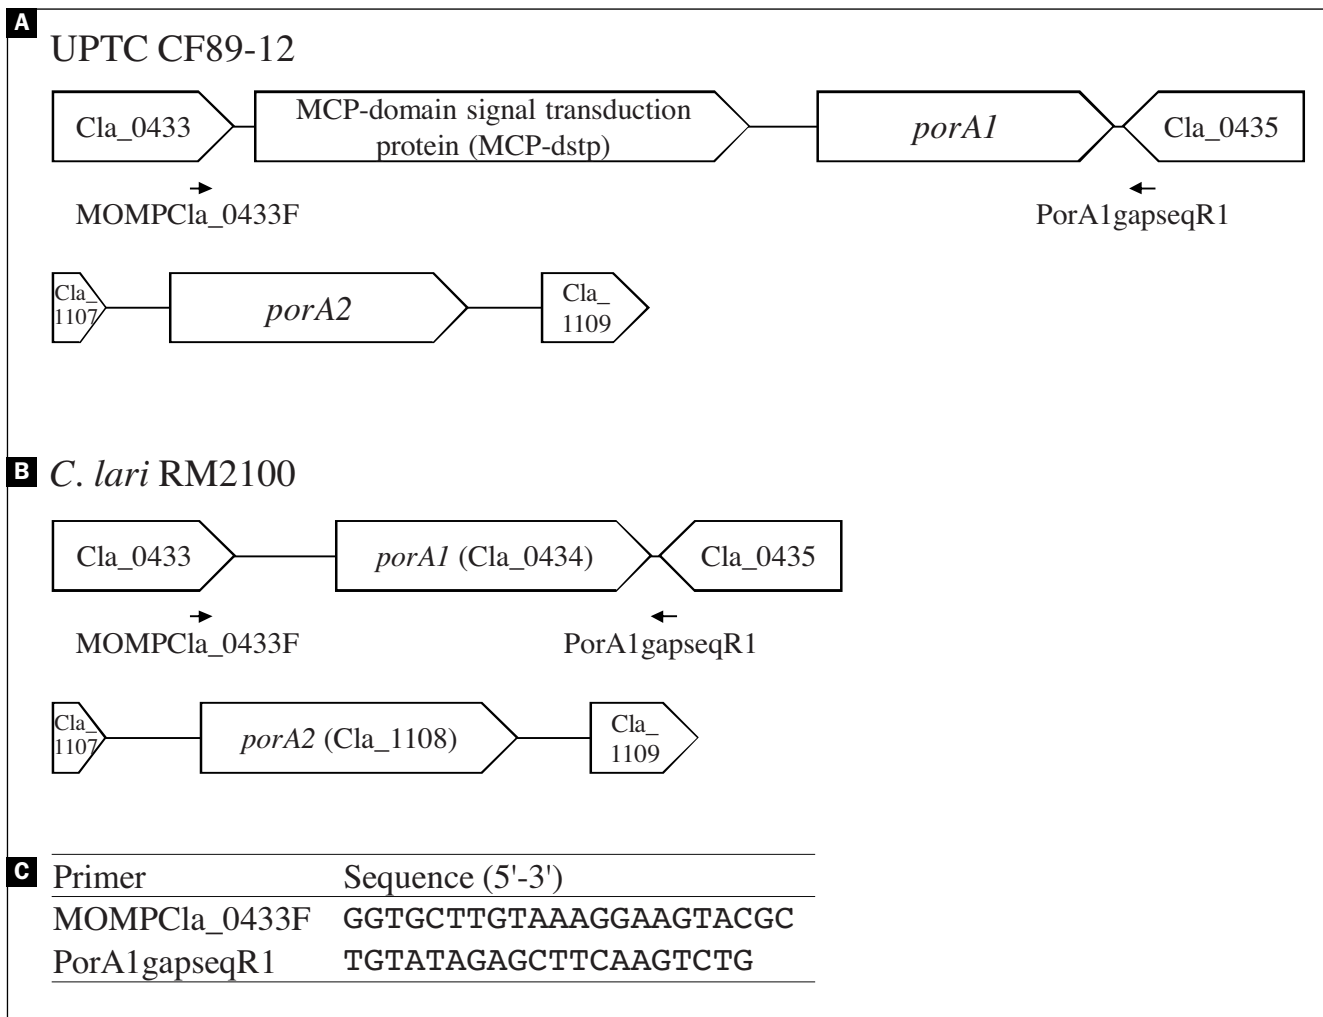 A
UPTC CF89-12
Cla_0433
MCP-domain signal transduction
protein (MCP-dstp)
porA1
Cla_0435
MOMPCla_0433F
PorA1gapseqR1
Cla_
1107
porA2
Cla_
1109
B
C. lari RM2100
Cla_0433
porA1 (Cla_0434)
Cla_0435
MOMPCla_0433F
PorA1gapseqR1
Cla_
1107
porA2 (Cla_1108)
Cla_
1109
C
Primer Sequence (5'-3')
MOMPCla_0433F GGTGCTTGTAAAGGAAGTACGC
PorA1gapseqR1 TGTATAGAGCTTCAAGTCTG